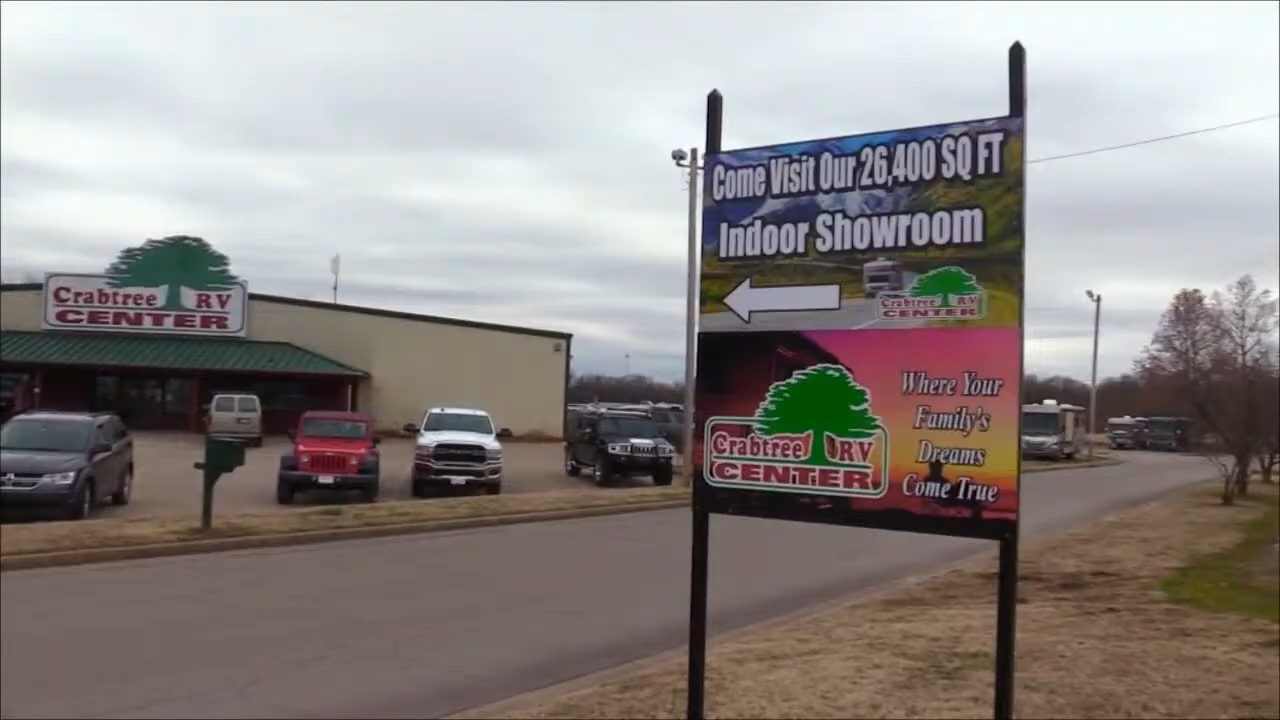 Crabtree RV
CENTER
Come Visit Our 26,400 SQ FT
Indoor Showroom
Crabtree RV
CENTER
Crabtree RV
CENTER
Where Your
Family's
Dreams
Come True